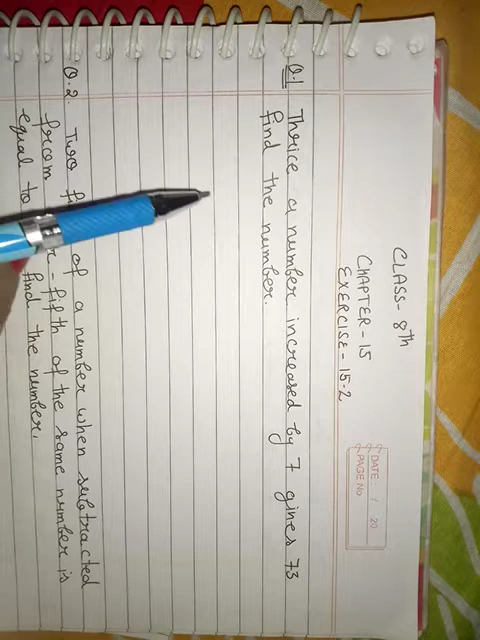 CLASS- 8th
CHAPTER - 15
EXERCISE - 15.2
DATE: / 20
PAGE NO
Q.1 Thrice a number increased by 7 gives 73
find the number.
Q.2. Two of a number when subtracted
from - fifth of the same number is
equal to find the number.